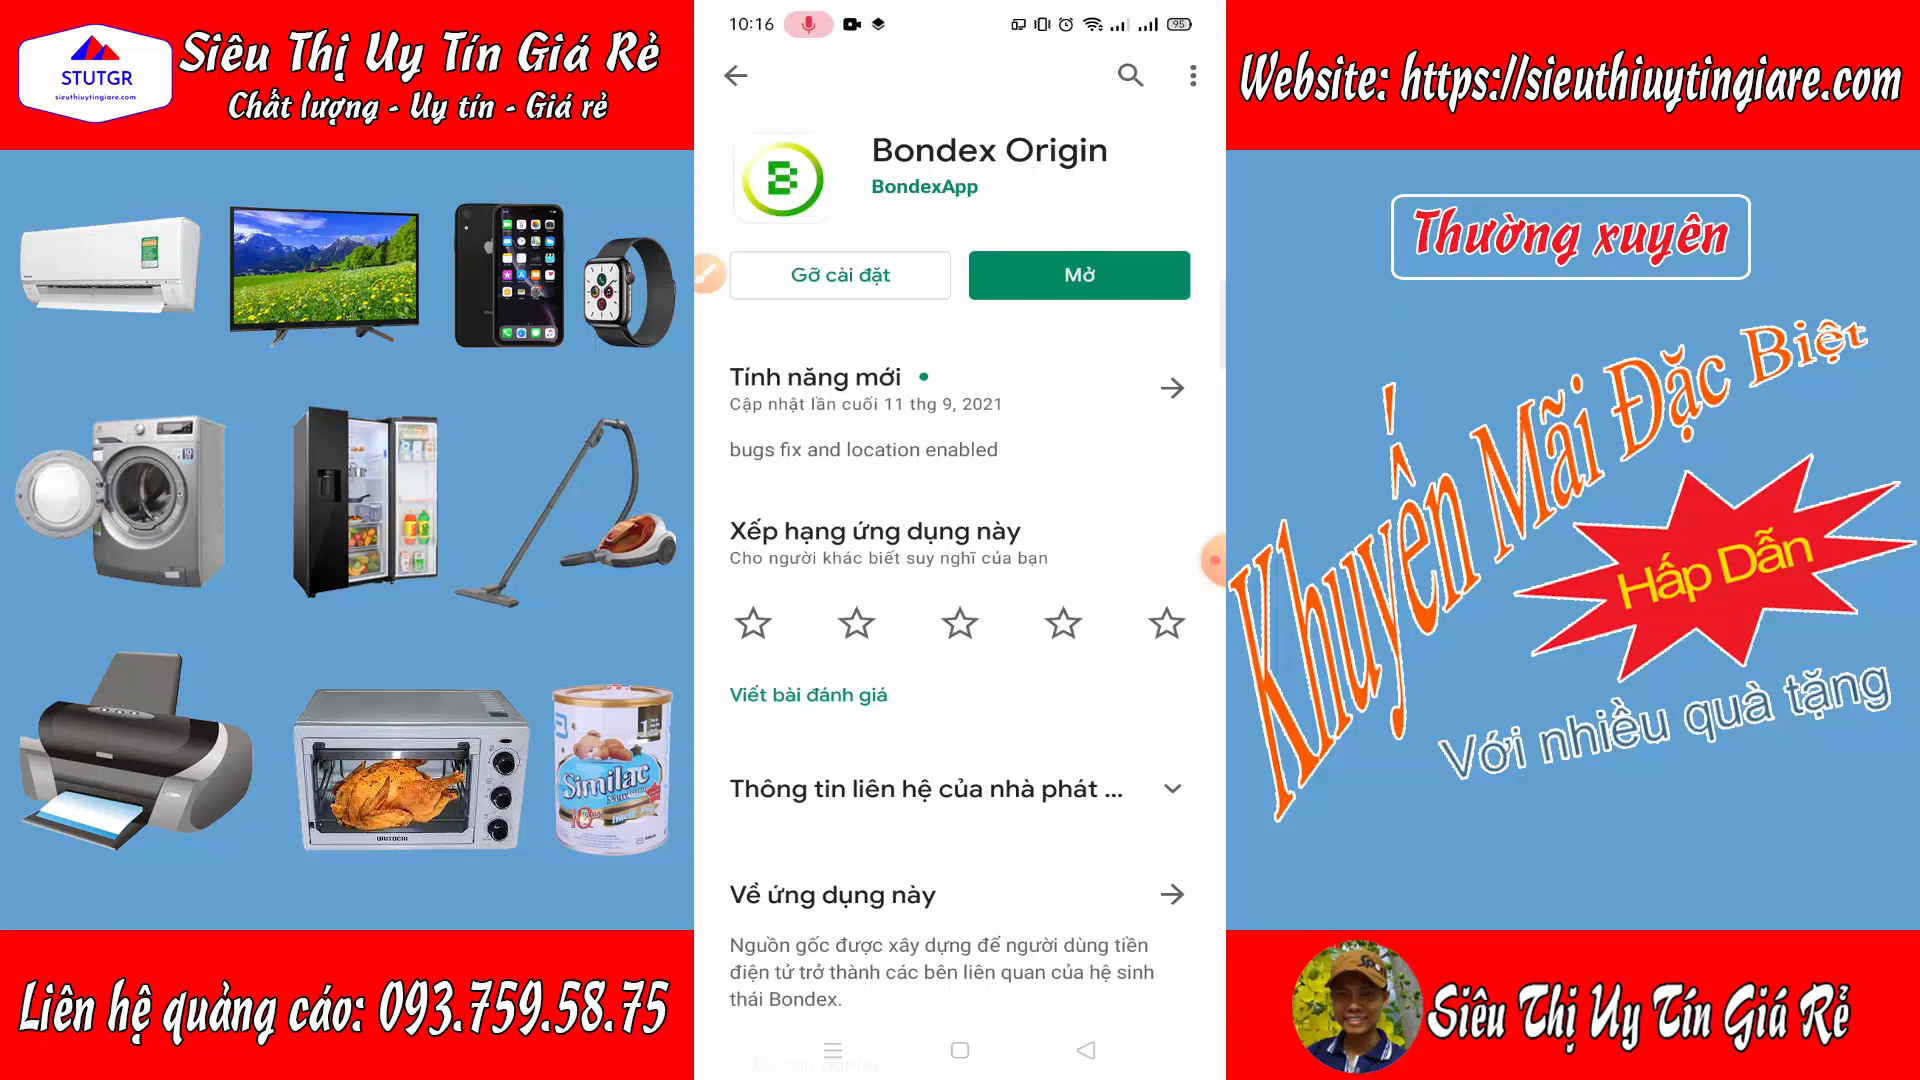 STUTGR
sieuthiuytingiare.com
Siêu Thị Uy Tín Giá Rẻ
Chất lượng - Uy tín - Giá rẻ
10:16
95
Website: https://sieuthiuytingiare.com
Bondex Origin
BondexApp
Gỡ cài đặt
Mở
Tính năng mới
Cập nhật lần cuối 11 thg 9, 2021
bugs fix and location enabled
Xếp hạng ứng dụng này
Cho người khác biết suy nghĩ của bạn
Viết bài đánh giá
Thông tin liên hệ của nhà phát ...
Về ứng dụng này
Nguồn gốc được xây dựng để người dùng tiền
điện tử trở thành các bên liên quan của hệ sinh
thái Bondex.
Thường xuyên
Khuyến Mãi Đặc Biệt
Hấp Dẫn
Với nhiều quà tặng
Similac
1
IQ
DAITOCHI
Liên hệ quảng cáo: 093.759.58.75
Siêu Thị Uy Tín Giá Rẻ